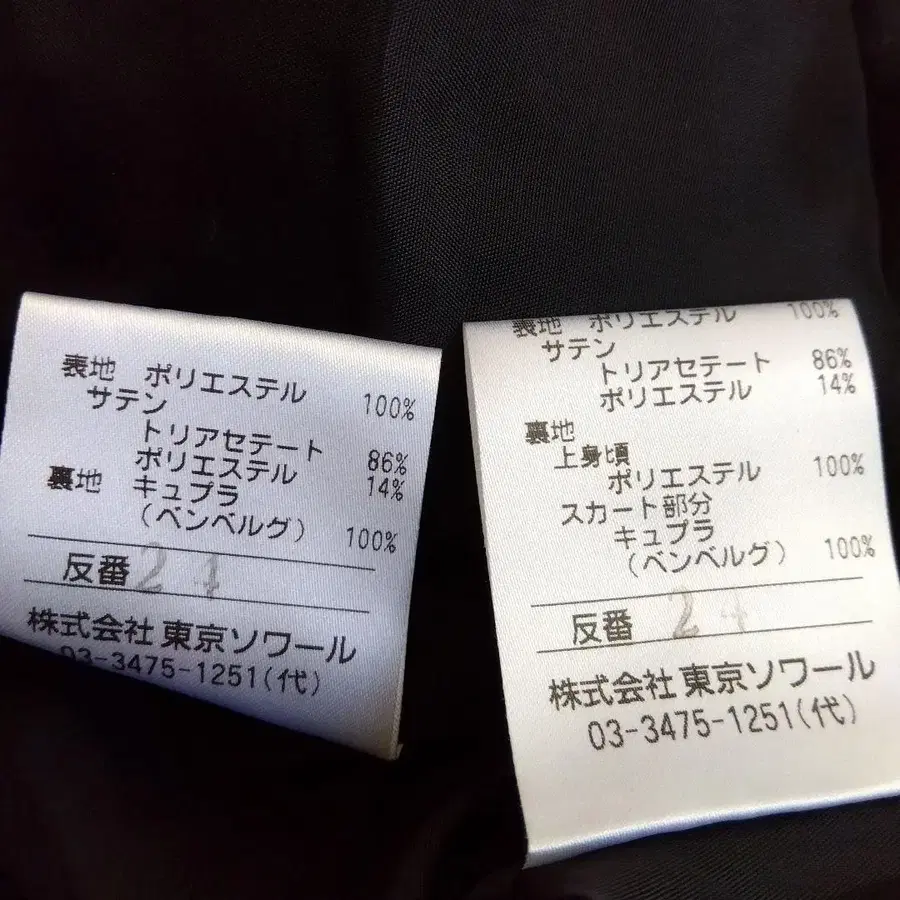 表地 ポリエステル 100%
サテン
トリアセテート 86%
ポリエステル 14%
裏地 キュプラ
(ベンベルグ) 100%
反番 24
株式会社 東京ソワール
03-3475-1251(代)
表地 ポリエステル 100%
サテン
トリアセテート 86%
ポリエステル 14%
裏地
上身頃
ポリエステル 100%
スカート部分
キュプラ
(ベンベルグ) 100%
反番 24
株式会社 東京ソワール
03-3475-1251(代)